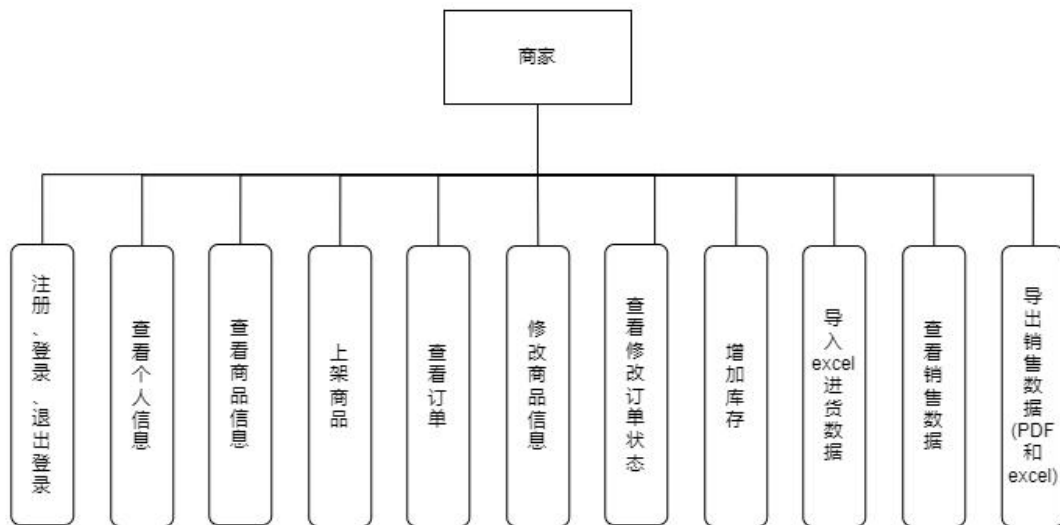 商家
注册、登录、退出登录
查看个人信息
查看商品信息
上架商品
查看订单
修改商品信息
查看修改订单状态
增加库存
导入excel进货数据
查看销售数据
导出销售数据(PDF和excel)